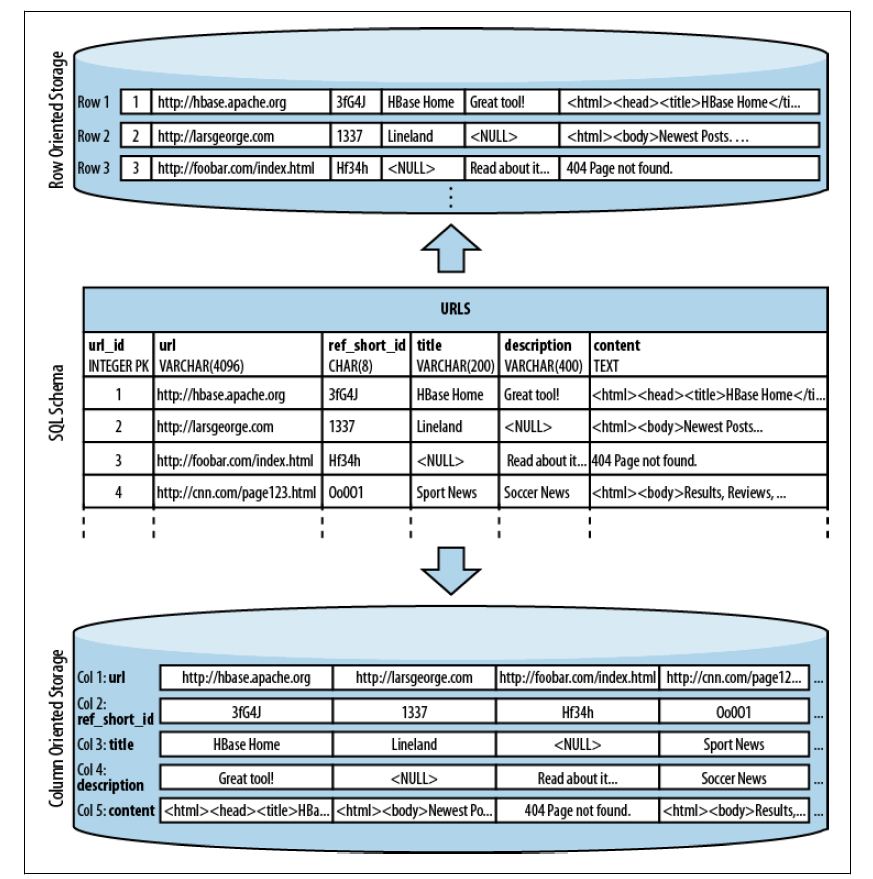 Row Oriented Storage
Row 1 1 http://hbase.apache.org 3fG4J HBase Home Great tool! <html><head><title>HBase Home</ti...
Row 2 2 http://larsgeorge.com 1337 Lineland <NULL> <html><body>Newest Posts. ...
Row 3 3 http://foobar.com/index.html Hf34h <NULL> Read about it... 404 Page not found.
⋮
SQL Schema
URLS
url_id url ref_short_id title description content
INTEGER PK VARCHAR(4096) CHAR(8) VARCHAR(200) VARCHAR(400) TEXT
1 http://hbase.apache.org 3fG4J HBase Home Great tool! <html><head><title>HBase Home</ti...
2 http://larsgeorge.com 1337 Lineland <NULL> <html><body>Newest Posts...
3 http://foobar.com/index.html Hf34h <NULL> Read about it... 404 Page not found.
4 http://cnn.com/page123.html Oo001 Sport News Soccer News <html><body>Results, Reviews, ...
Column Oriented Storage
Col 1: url http://hbase.apache.org http://larsgeorge.com http://foobar.com/index.html http://cnn.com/page12... ...
Col 2:
ref_short_id 3fG4J 1337 Hf34h Oo001 ...
Col 3: title HBase Home Lineland <NULL> Sport News ...
Col 4:
description Great tool! <NULL> Read about it... Soccer News ...
Col 5: content <html><head><title>HBa... <html><body>Newest Po... 404 Page not found. <html><body>Results,... ...